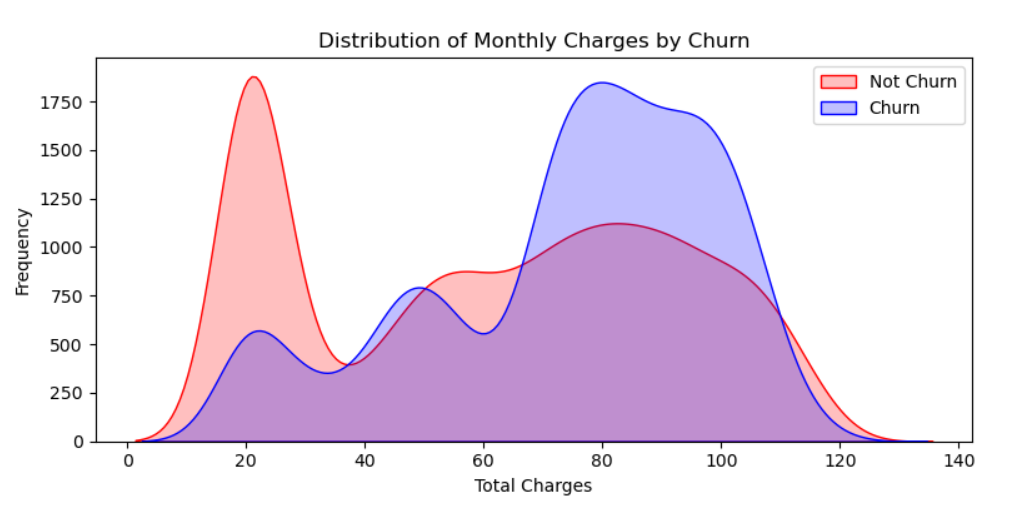 Distribution of Monthly Charges by Churn
Not Churn
Churn
Frequency
1750
1500
1250
1000
750
500
250
0
0 20 40 60 80 100 120 140
Total Charges